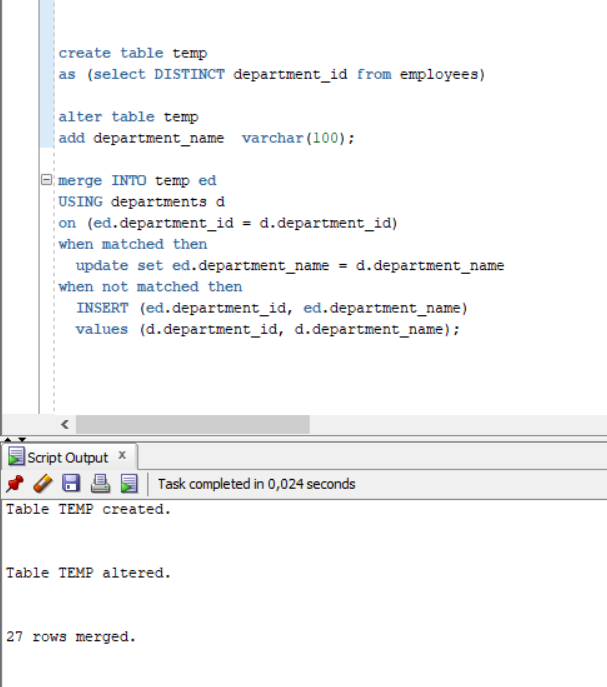 create table temp
as (select DISTINCT department_id from employees)
alter table temp
add department_name  varchar(100);
merge INTO temp ed
USING departments d
on (ed.department_id = d.department_id)
when matched then
  update set ed.department_name = d.department_name
when not matched then
  INSERT (ed.department_id, ed.department_name)
  values (d.department_id, d.department_name);
Script Output x
Task completed in 0,024 seconds
Table TEMP created.
Table TEMP altered.
27 rows merged.